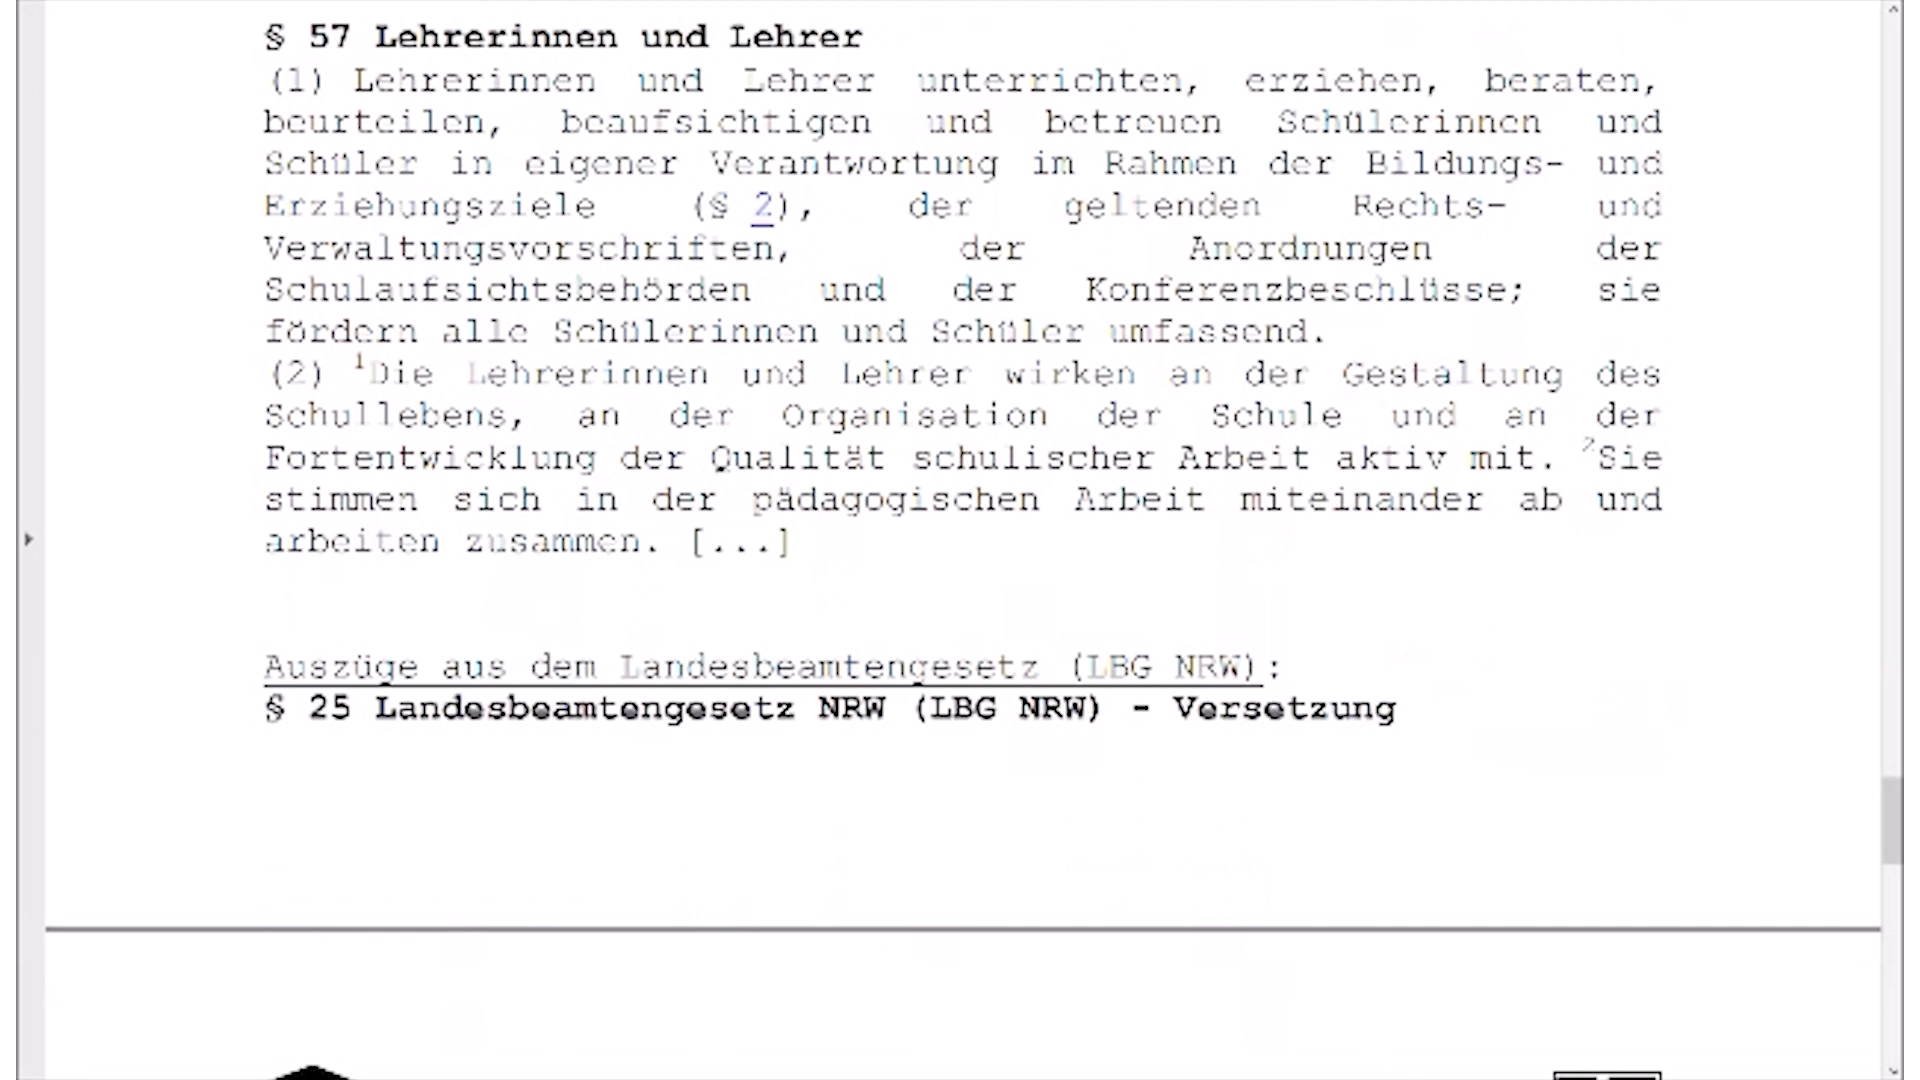 § 57 Lehrerinnen und Lehrer
(1) Lehrerinnen und Lehrer unterrichten, erziehen, beraten,
beurteilen, beaufsichtigen und betreuen Schülerinnen und
Schüler in eigener Verantwortung im Rahmen der Bildungs- und
Erziehungsziele (§ 2), der geltenden Rechts- und
Verwaltungsvorschriften, der Anordnungen der
Schulaufsichtsbehörden und der Konferenzbeschlüsse; sie
fördern alle Schülerinnen und Schüler umfassend.
(2) ¹Die Lehrerinnen und Lehrer wirken an der Gestaltung des
Schullebens, an der Organisation der Schule und an der
Fortentwicklung der Qualität schulischer Arbeit aktiv mit. ²Sie
stimmen sich in der pädagogischen Arbeit miteinander ab und
arbeiten zusammen. [...]
Auszüge aus dem Landesbeamtengesetz (LBG NRW):
§ 25 Landesbeamtengesetz NRW (LBG NRW) - Versetzung